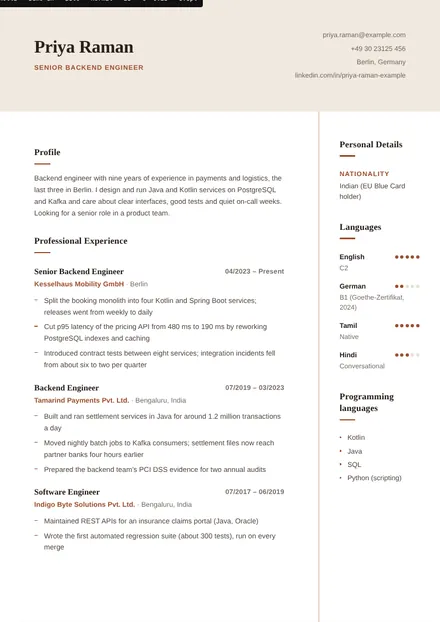 Priya Raman
SENIOR BACKEND ENGINEER
priya.raman@example.com
+49 30 23125 456
Berlin, Germany
linkedin.com/in/priya-raman-example
Profile
Backend engineer with nine years of experience in payments and logistics, the
last three in Berlin. I design and run Java and Kotlin services on PostgreSQL
and Kafka and care about clear interfaces, good tests and quiet on-call weeks.
Looking for a senior role in a product team.
Professional Experience
Senior Backend Engineer 04/2023 – Present
Kesselhaus Mobility GmbH · Berlin
– Split the booking monolith into four Kotlin and Spring Boot services;
releases went from weekly to daily
– Cut p95 latency of the pricing API from 480 ms to 190 ms by reworking
PostgreSQL indexes and caching
– Introduced contract tests between eight services; integration incidents fell
from about six to two per quarter
Backend Engineer 07/2019 – 03/2023
Tamarind Payments Pvt. Ltd. · Bengaluru, India
– Built and ran settlement services in Java for around 1.2 million transactions
a day
– Moved nightly batch jobs to Kafka consumers; settlement files now reach
partner banks four hours earlier
– Prepared the backend team's PCI DSS evidence for two annual audits
Software Engineer 07/2017 – 06/2019
Indigo Byte Solutions Pvt. Ltd. · Bengaluru, India
– Maintained REST APIs for an insurance claims portal (Java, Oracle)
– Wrote the first automated regression suite (about 300 tests), run on every
merge
Personal Details
NATIONALITY
Indian (EU Blue Card
holder)
Languages
English
C2
German
B1 (Goethe-Zertifikat,
2024)
Tamil
Native
Hindi
Conversational
Programming
languages
• Kotlin
• Java
• SQL
• Python (scripting)